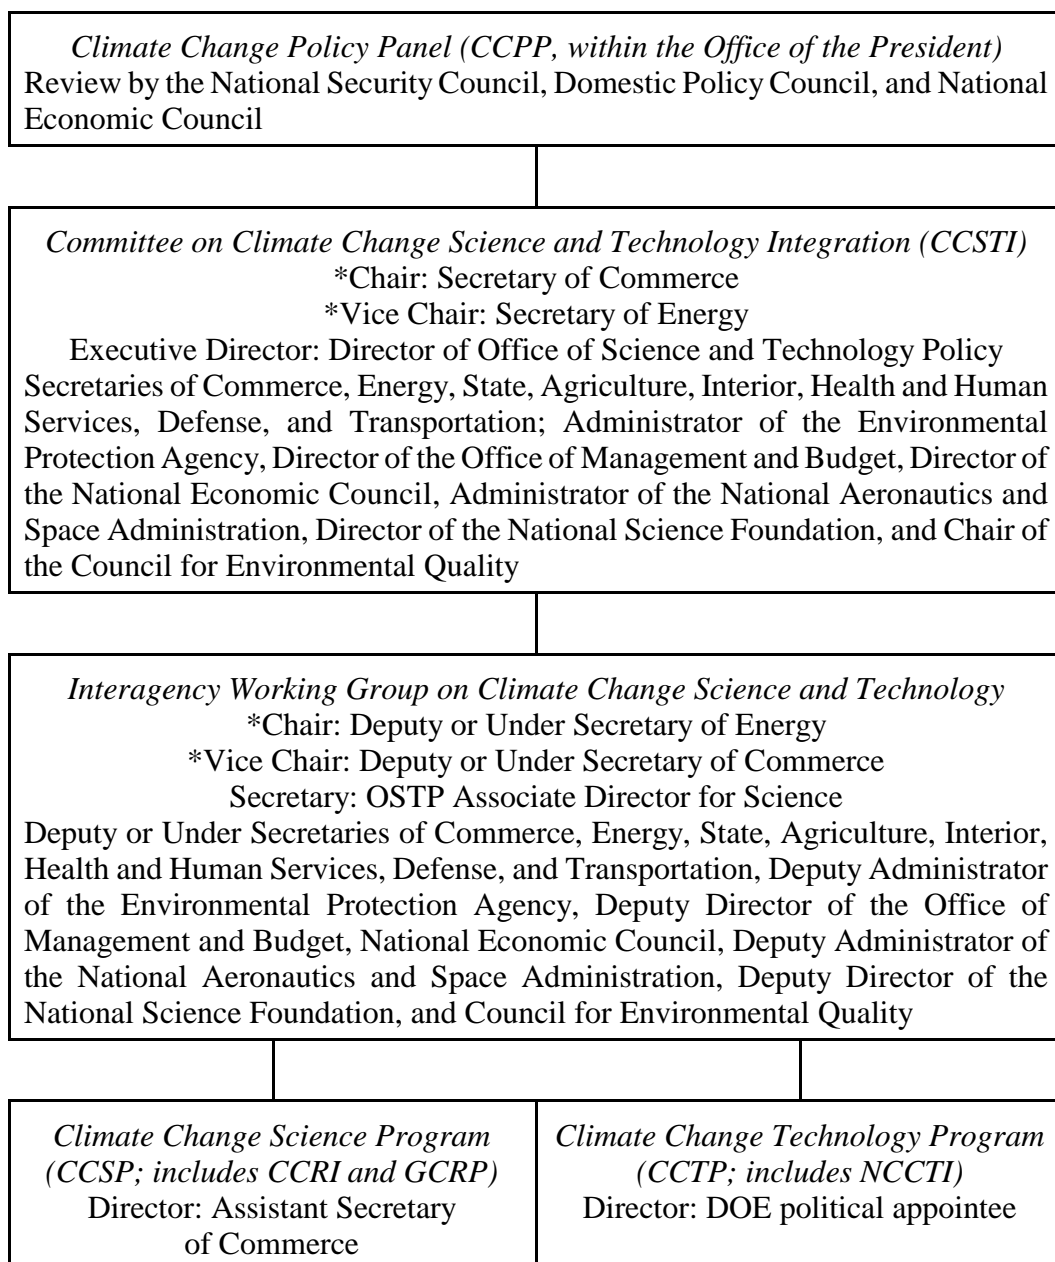 Climate Change Policy Panel (CCPP, within the Office of the President)
Review by the National Security Council, Domestic Policy Council, and National
Economic Council
Committee on Climate Change Science and Technology Integration (CCSTI)
*Chair: Secretary of Commerce
*Vice Chair: Secretary of Energy
Executive Director: Director of Office of Science and Technology Policy
Secretaries of Commerce, Energy, State, Agriculture, Interior, Health and Human
Services, Defense, and Transportation; Administrator of the Environmental
Protection Agency, Director of the Office of Management and Budget, Director of
the National Economic Council, Administrator of the National Aeronautics and
Space Administration, Director of the National Science Foundation, and Chair of
the Council for Environmental Quality
Interagency Working Group on Climate Change Science and Technology
*Chair: Deputy or Under Secretary of Energy
*Vice Chair: Deputy or Under Secretary of Commerce
Secretary: OSTP Associate Director for Science
Deputy or Under Secretaries of Commerce, Energy, State, Agriculture, Interior,
Health and Human Services, Defense, and Transportation, Deputy Administrator
of the Environmental Protection Agency, Deputy Director of the Office of
Management and Budget, National Economic Council, Deputy Administrator of
the National Aeronautics and Space Administration, Deputy Director of the
National Science Foundation, and Council for Environmental Quality
Climate Change Science Program
(CCSP; includes CCRI and GCRP)
Director: Assistant Secretary
of Commerce
Climate Change Technology Program
(CCTP; includes NCCTI)
Director: DOE political appointee